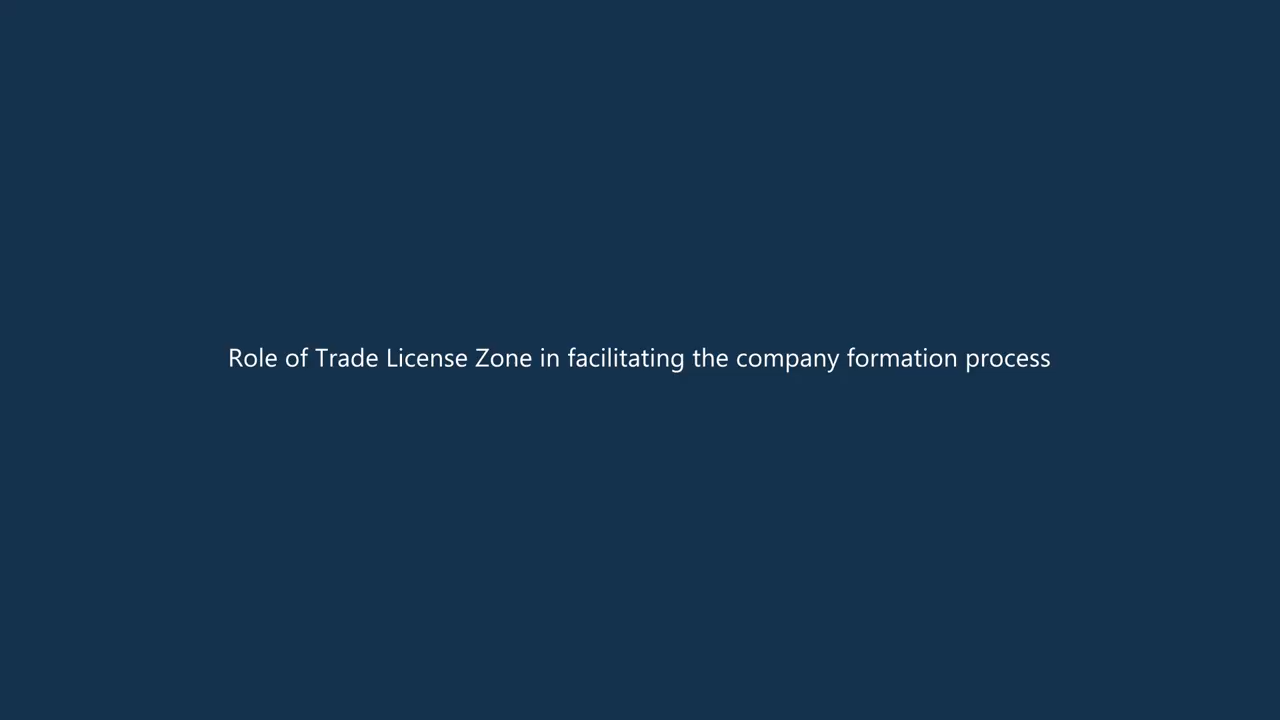 Role of Trade License Zone in facilitating the company formation process